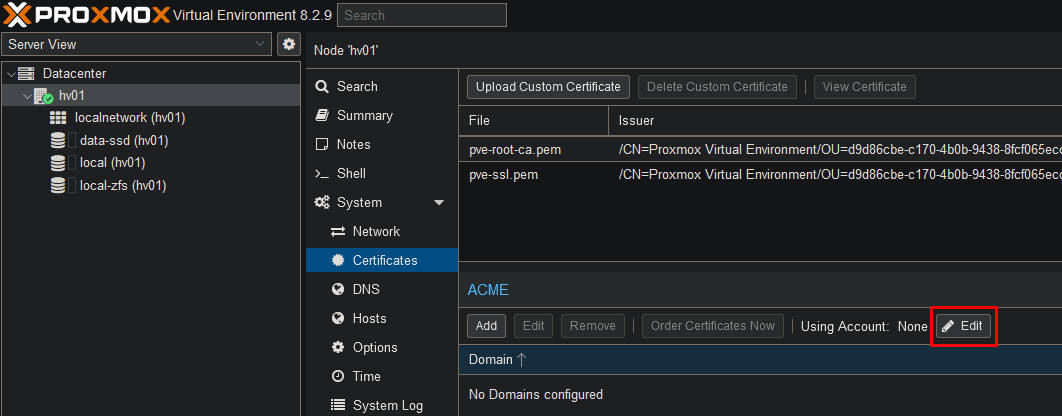 PROXMOX Virtual Environment 8.2.9 Search
Server View
Node 'hv01'
Datacenter
hv01
localnetwork (hv01)
data-ssd (hv01)
local (hv01)
local-zfs (hv01)
Search
Summary
Notes
Shell
System
Network
Certificates
DNS
Hosts
Options
Time
System Log
Upload Custom Certificate Delete Custom Certificate View Certificate
File Issuer
pve-root-ca.pem /CN=Proxmox Virtual Environment/OU=d9d86cbe-c170-4b0b-9438-8fcf065ecc
pve-ssl.pem /CN=Proxmox Virtual Environment/OU=d9d86cbe-c170-4b0b-9438-8fcf065ecc
ACME
Add Edit Remove Order Certificates Now Using Account: None Edit
Domain
No Domains configured